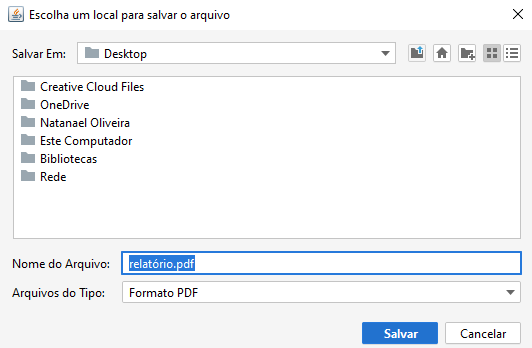 Escolha um local para salvar o arquivo
Salvar Em: Desktop
Creative Cloud Files
OneDrive
Natanael Oliveira
Este Computador
Bibliotecas
Rede
Nome do Arquivo: relatório.pdf
Arquivos do Tipo: Formato PDF
Salvar Cancelar